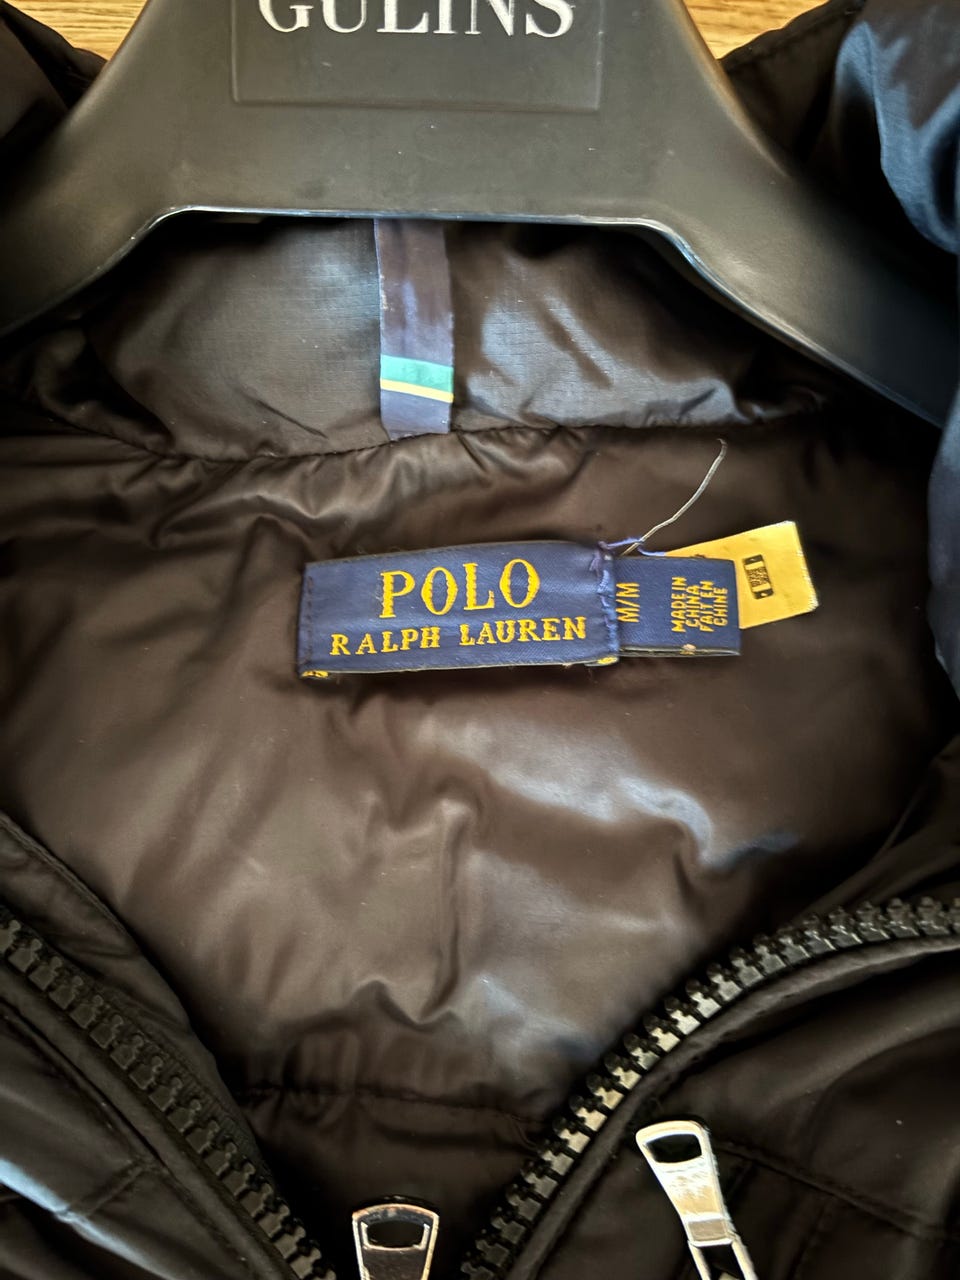 GULINS
POLO
RALPH LAUREN
M/M
MADE IN
CHINA
FAIT EN
CHINE